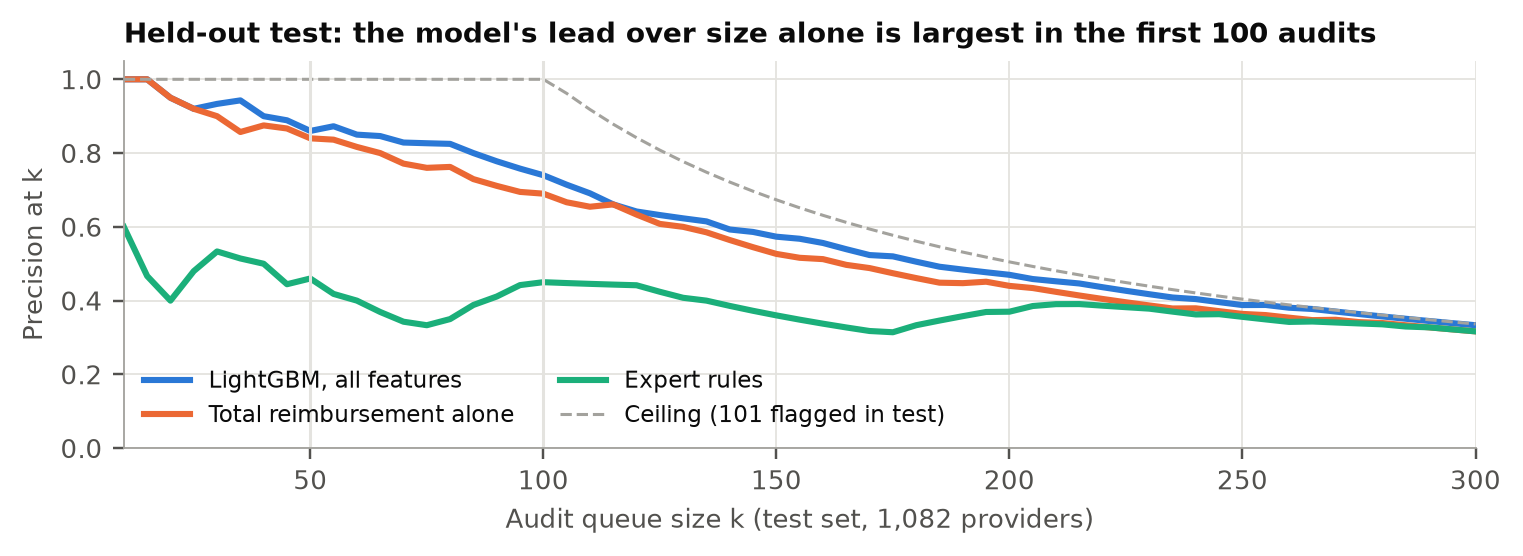 Held-out test: the model's lead over size alone is largest in the first 100 audits
Precision at k
1.0
0.8
0.6
0.4
0.2
0.0
LightGBM, all features
Total reimbursement alone
Expert rules
Ceiling (101 flagged in test)
50
100
150
200
250
300
Audit queue size k (test set, 1,082 providers)